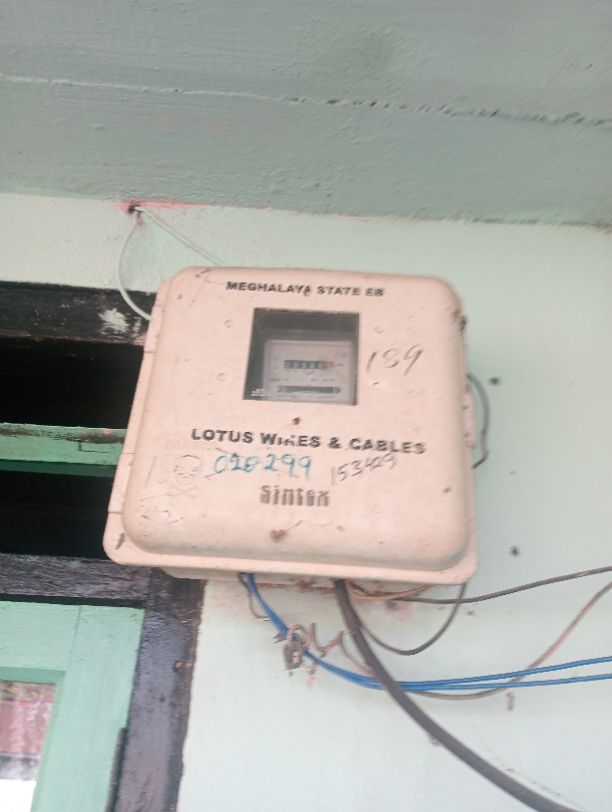 MEGHALAYA STATE EB
189
LOTUS WIRES & CABLES
020299
153429
Sintex